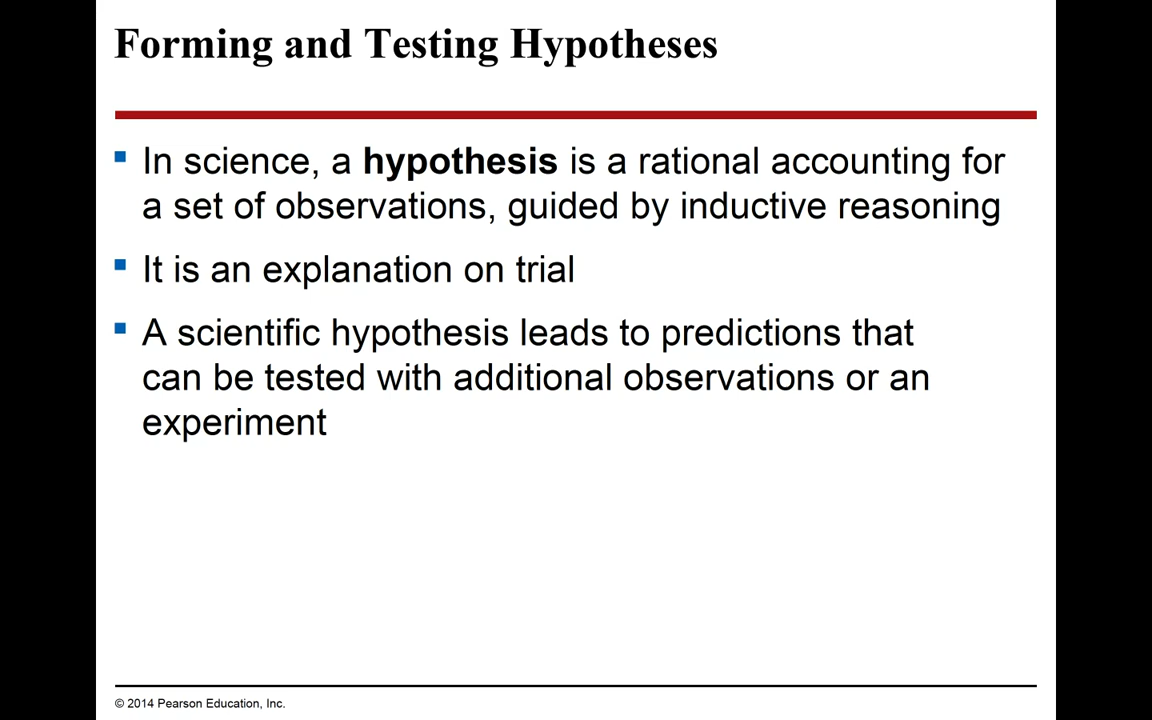 Forming and Testing Hypotheses
In science, a hypothesis is a rational accounting for
a set of observations, guided by inductive reasoning
It is an explanation on trial
A scientific hypothesis leads to predictions that
can be tested with additional observations or an
experiment
© 2014 Pearson Education, Inc.